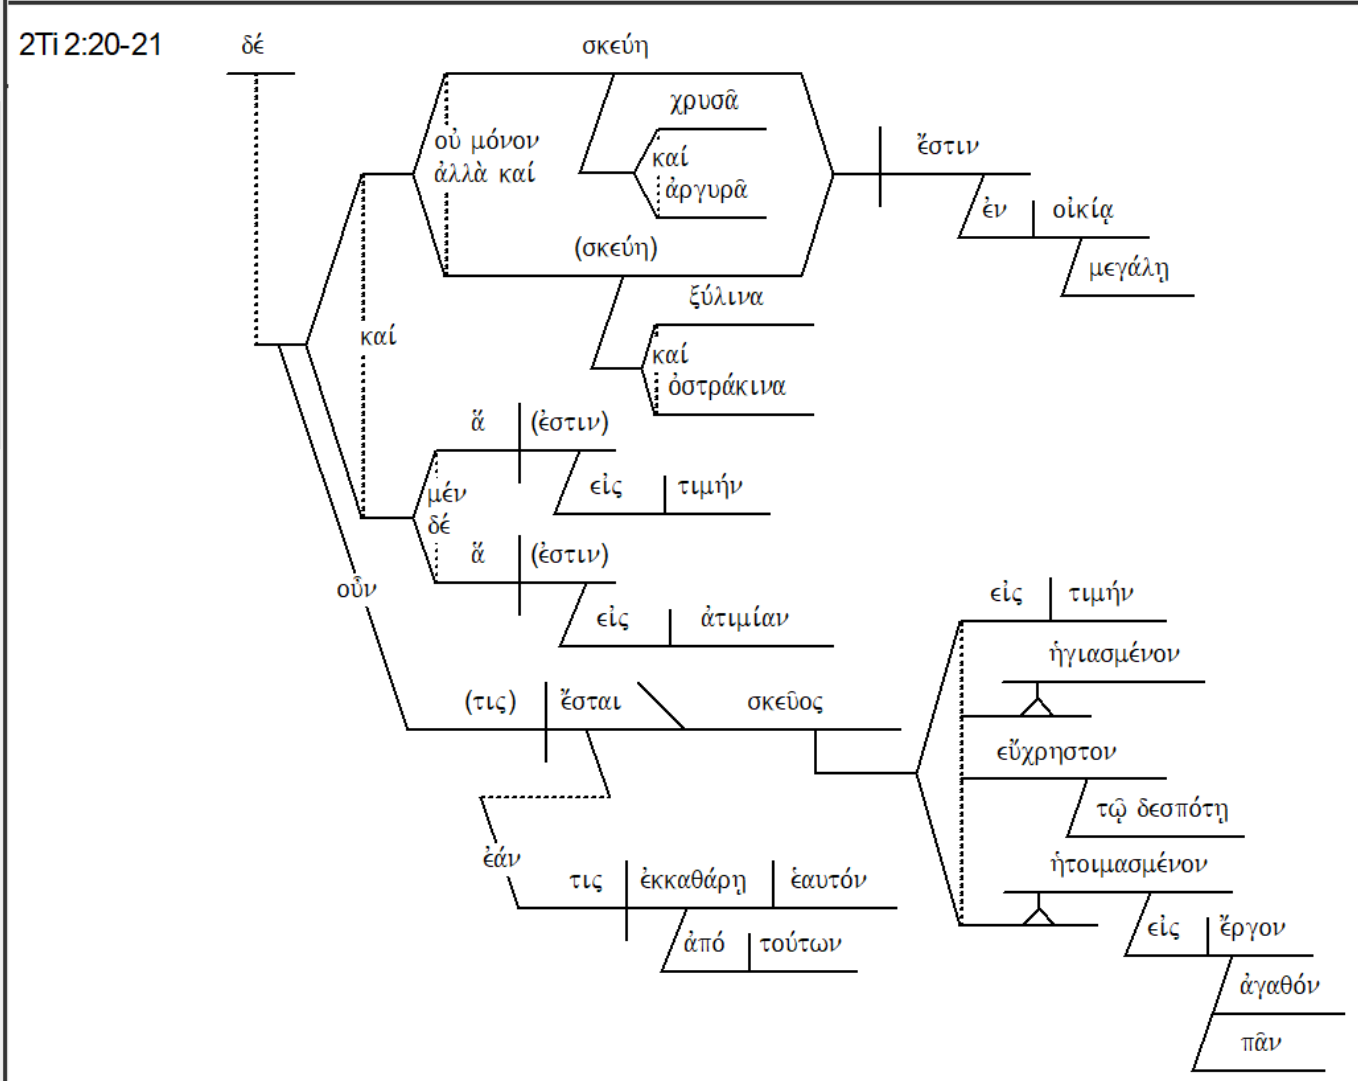 2Ti 2:20-21
δέ
σκεύη
χρυσᾶ
οὐ μόνον
ἀλλὰ καί
καί
ἀργυρᾶ
ἔστιν
ἐν
οἰκίᾳ
μεγάλῃ
(σκεύη)
ξύλινα
καί
ὀστράκινα
καί
ἅ
(ἐστιν)
εἰς
τιμήν
μέν
δέ
ἅ
(ἐστιν)
εἰς
ἀτιμίαν
οὖν
(τις)
ἔσται
σκεῦος
εἰς
τιμήν
ἡγιασμένον
εὔχρηστον
τῷ δεσπότῃ
ἡτοιμασμένον
εἰς
ἔργον
ἀγαθόν
πᾶν
ἐάν
τις
ἐκκαθάρῃ
ἑαυτόν
ἀπό
τούτων